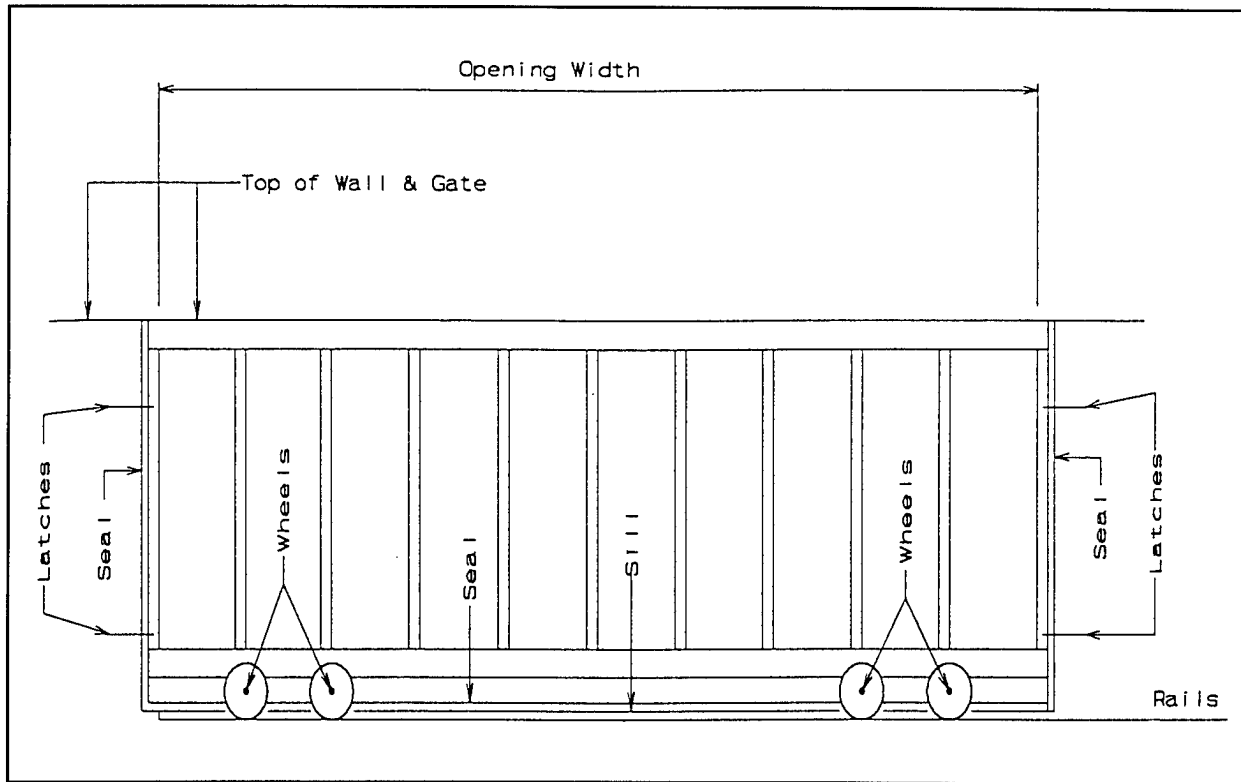 Opening Width
Top of Wall & Gate
Latches
Seal
Wheels
Seal
Sill
Wheels
Seal
Latches
Rails